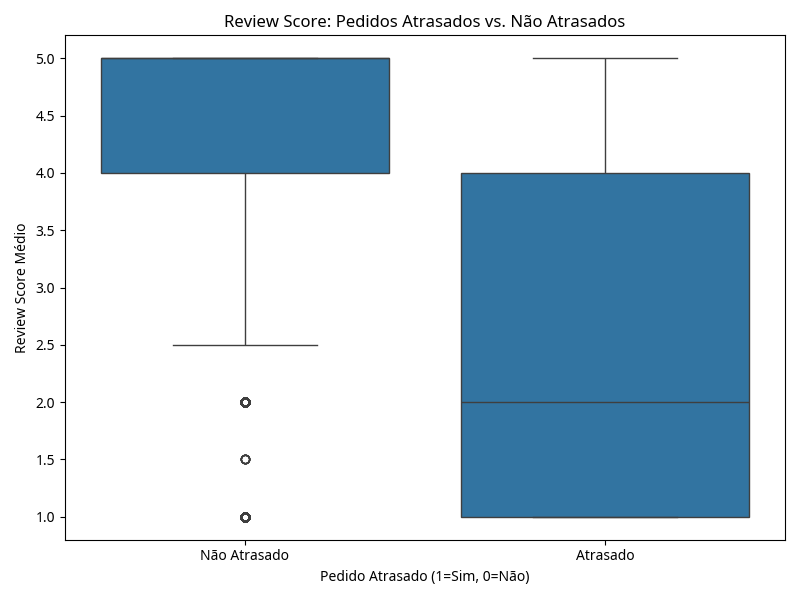 Review Score: Pedidos Atrasados vs. Não Atrasados
Review Score Médio
5.0
4.5
4.0
3.5
3.0
2.5
2.0
1.5
1.0
Não Atrasado
Atrasado
Pedido Atrasado (1=Sim, 0=Não)